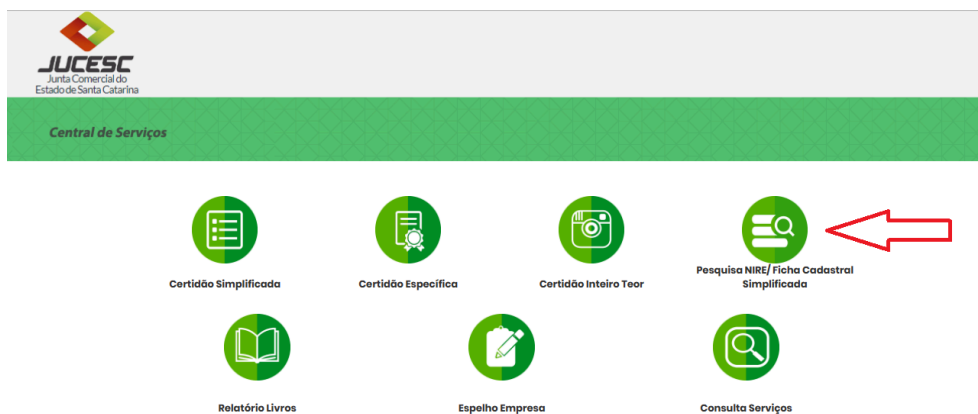 JUCESC
Junta Comercial do
Estado de Santa Catarina
Central de Serviços
Certidão Simplificada
Certidão Específica
Certidão Inteiro Teor
Pesquisa NIRE/ Ficha Cadastral
Simplificada
Relatório Livros
Espelho Empresa
Consulta Serviços